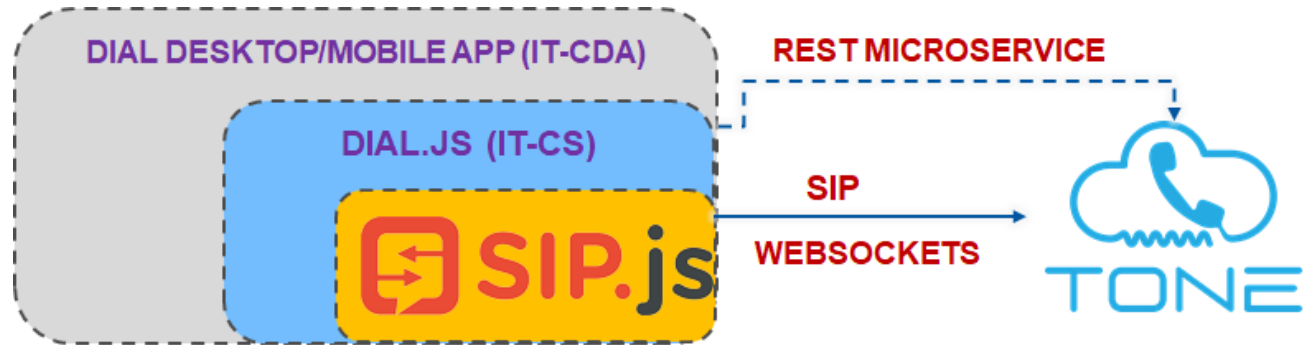 DIAL DESKTOP/MOBILE APP (IT-CDA)
REST MICROSERVICE
DIAL.JS (IT-CS)
SIP
WEBSOCKETS
SIP.js
TONE